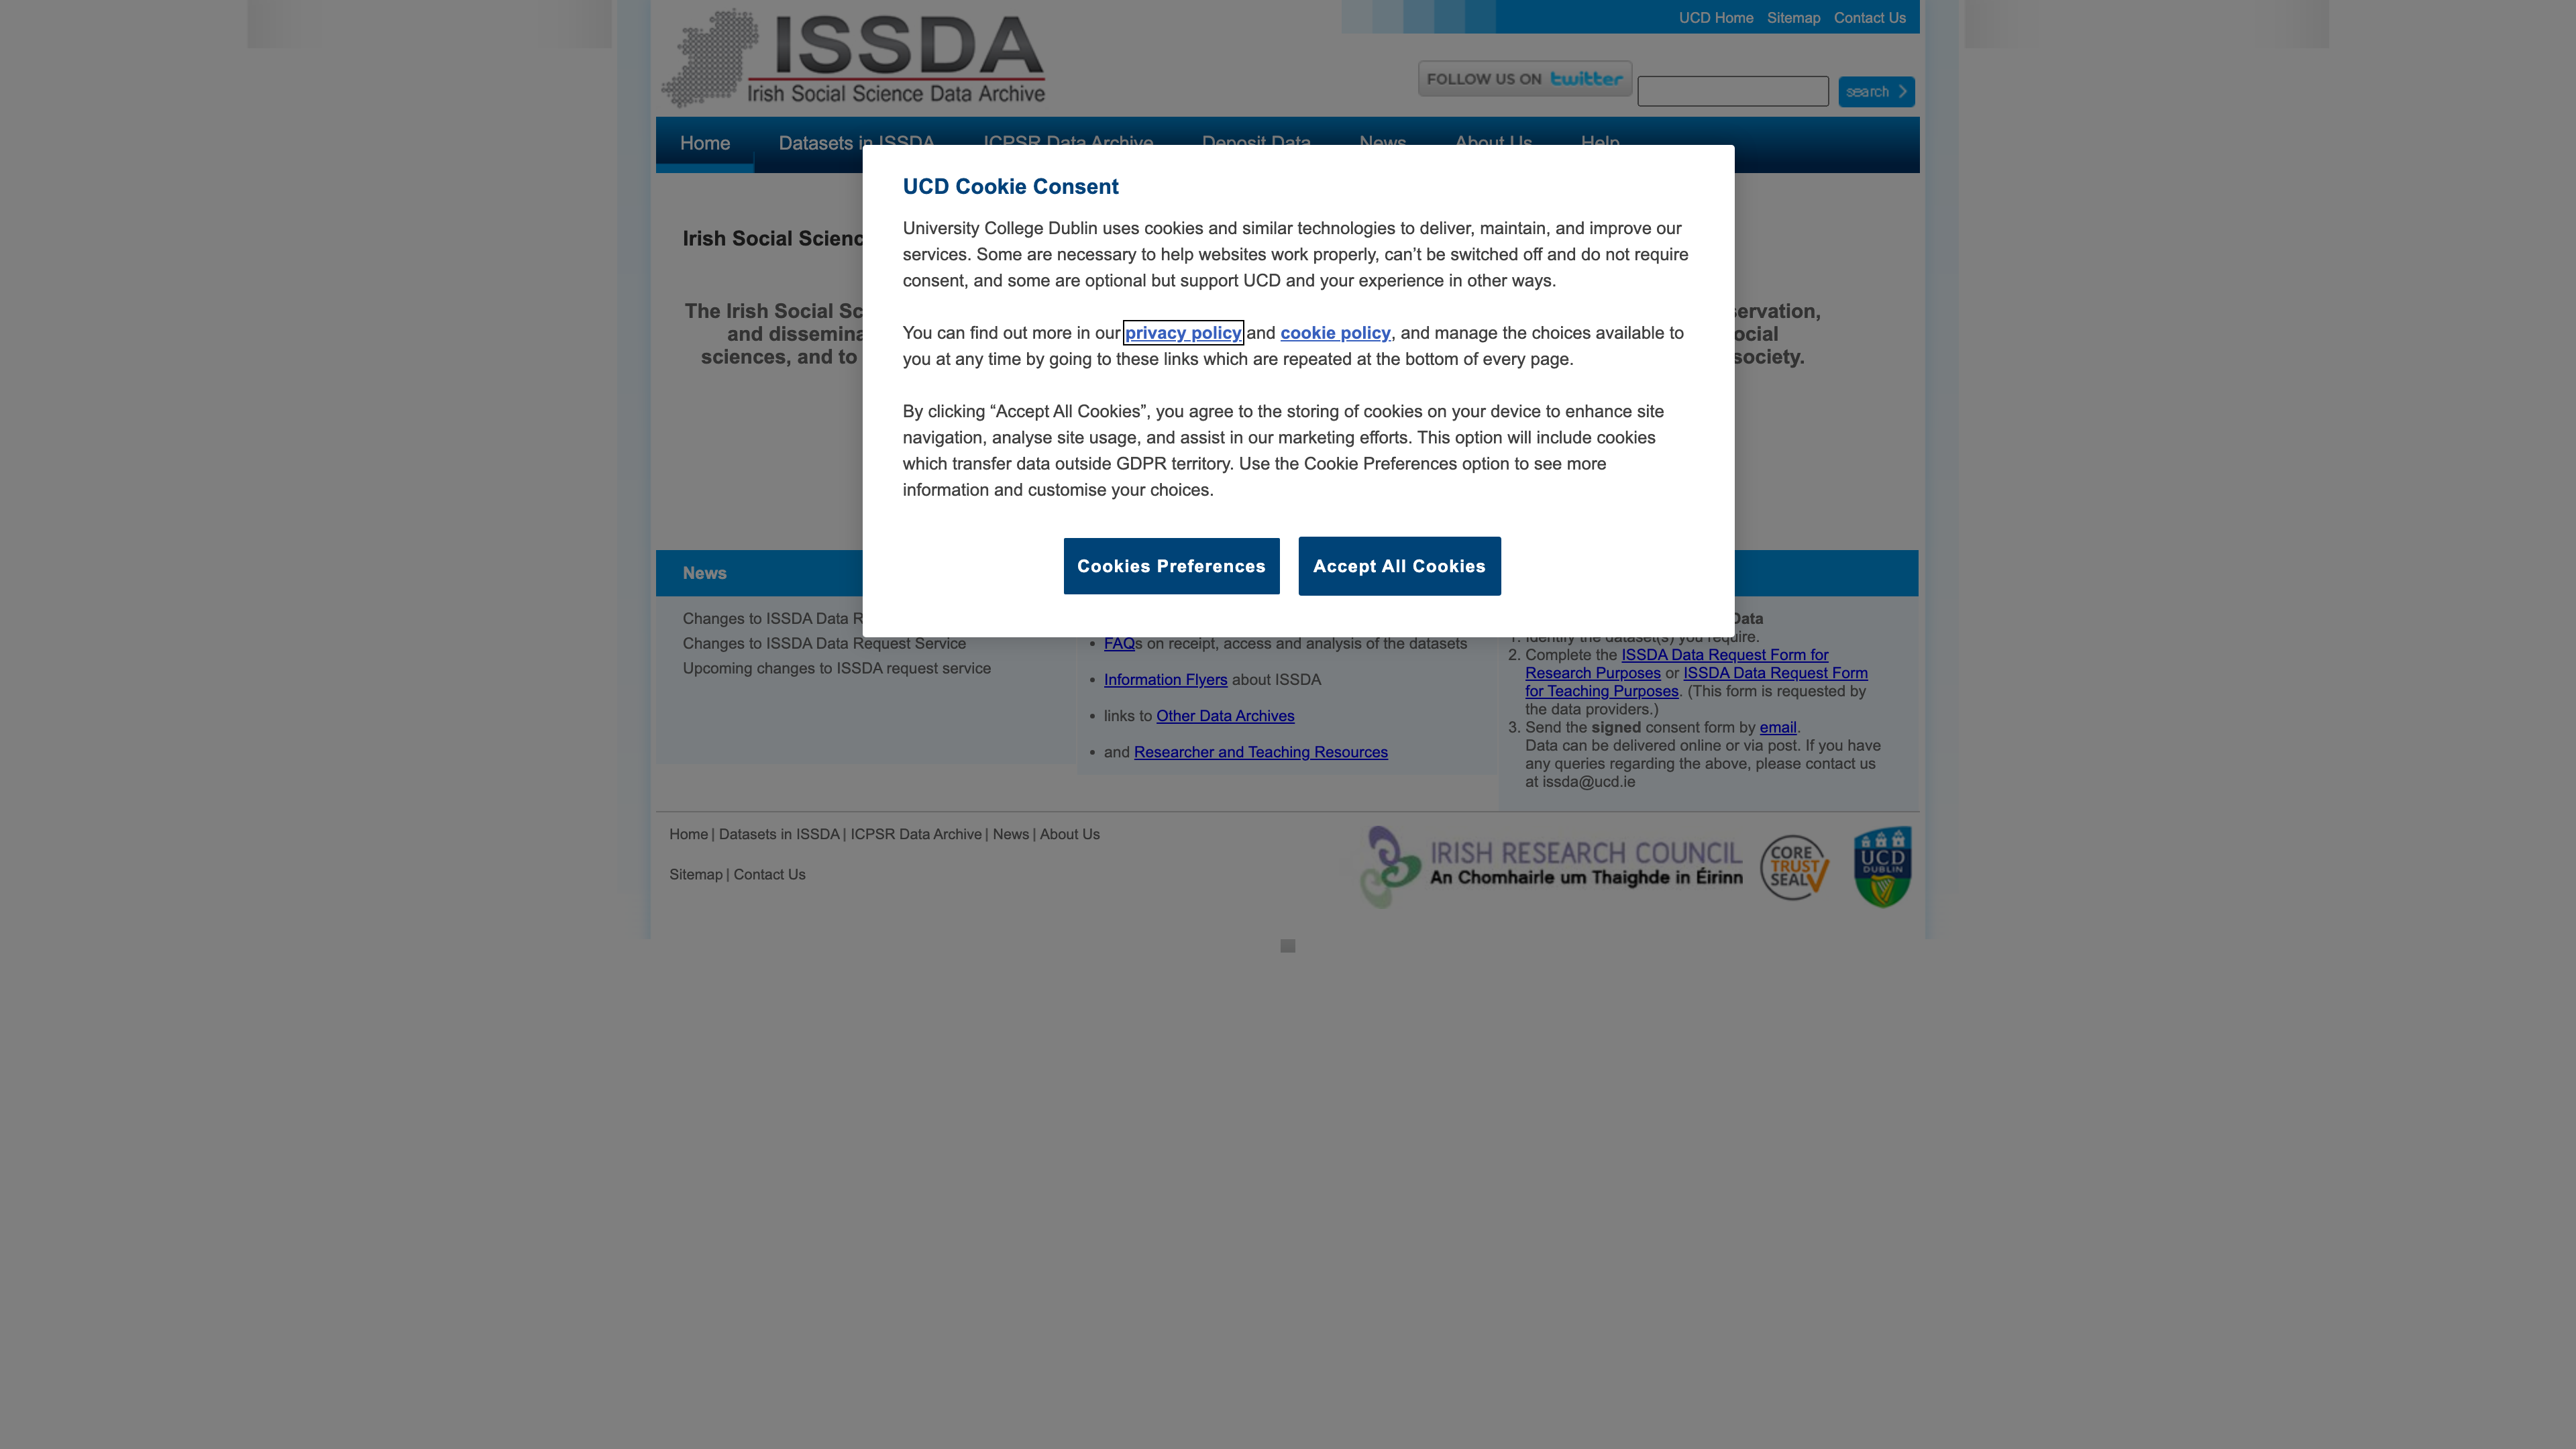 ISSDA
Irish Social Science Data Archive
UCD Home Sitemap Contact Us
FOLLOW US ON twitter
search
Home Datasets in ISSDA ICPSR Data Archive Deposit Data News About Us Help
UCD Cookie Consent
University College Dublin uses cookies and similar technologies to deliver, maintain, and improve our
services. Some are necessary to help websites work properly, can’t be switched off and do not require
consent, and some are optional but support UCD and your experience in other ways.
You can find out more in our privacy policy and cookie policy, and manage the choices available to
you at any time by going to these links which are repeated at the bottom of every page.
By clicking “Accept All Cookies”, you agree to the storing of cookies on your device to enhance site
navigation, analyse site usage, and assist in our marketing efforts. This option will include cookies
which transfer data outside GDPR territory. Use the Cookie Preferences option to see more
information and customise your choices.
Cookies Preferences Accept All Cookies
Irish Social
The Irish Social
and
sciences, and to
society.
News
Changes to ISSDA Data
Changes to ISSDA Data Request Service
Upcoming changes to ISSDA request service
• FAQs on receipt, access and analysis of the datasets
• Information Flyers about ISSDA
• links to Other Data Archives
• and Researcher and Teaching Resources
Data
1. Identify the dataset(s) you require.
2. Complete the ISSDA Data Request Form for
Research Purposes or ISSDA Data Request Form
for Teaching Purposes. (This form is requested by
the data providers.)
3. Send the signed consent form by email.
Data can be delivered online or via post. If you have
any queries regarding the above, please contact us
at issda@ucd.ie
Home | Datasets in ISSDA | ICPSR Data Archive | News | About Us
Sitemap | Contact Us
IRISH RESEARCH COUNCIL
An Chomhairle um Thaighde in Éirinn
CORE
TRUST
SEAL
UCD
DUBLIN